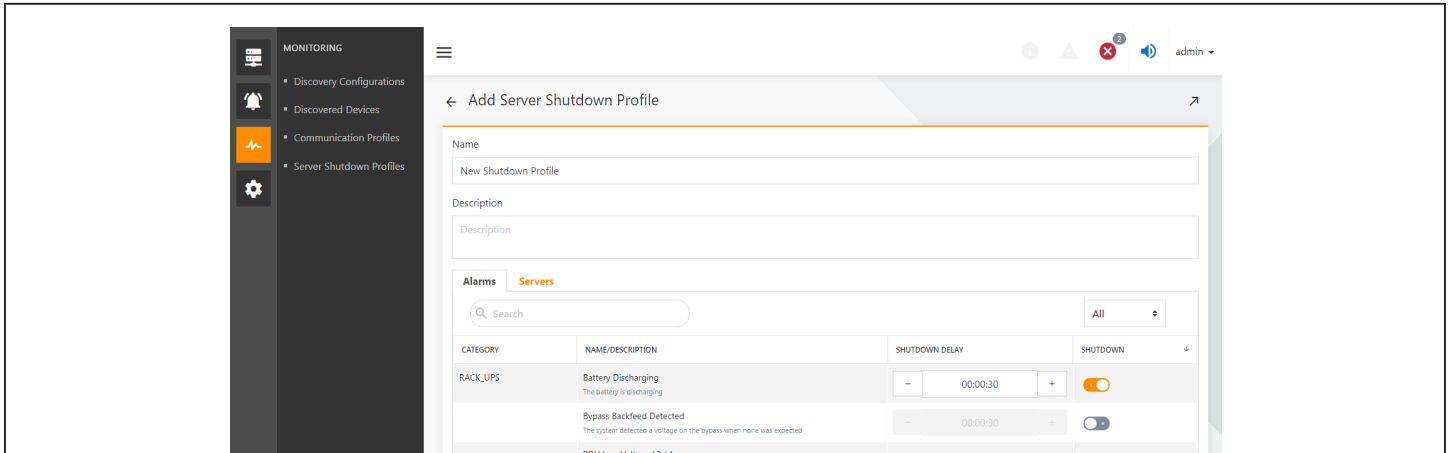 MONITORING
Discovery Configurations
Discovered Devices
Communication Profiles
Server Shutdown Profiles
2
admin
Add Server Shutdown Profile
Name
New Shutdown Profile
Description
Description
Alarms Servers
Search All
CATEGORY NAME/DESCRIPTION SHUTDOWN DELAY SHUTDOWN
RACK_UPS Battery Discharging - 00:00:30 +
The battery is discharging
Bypass Backfeed Detected - 00:00:30 +
The system detected a voltage on the bypass when none was expected